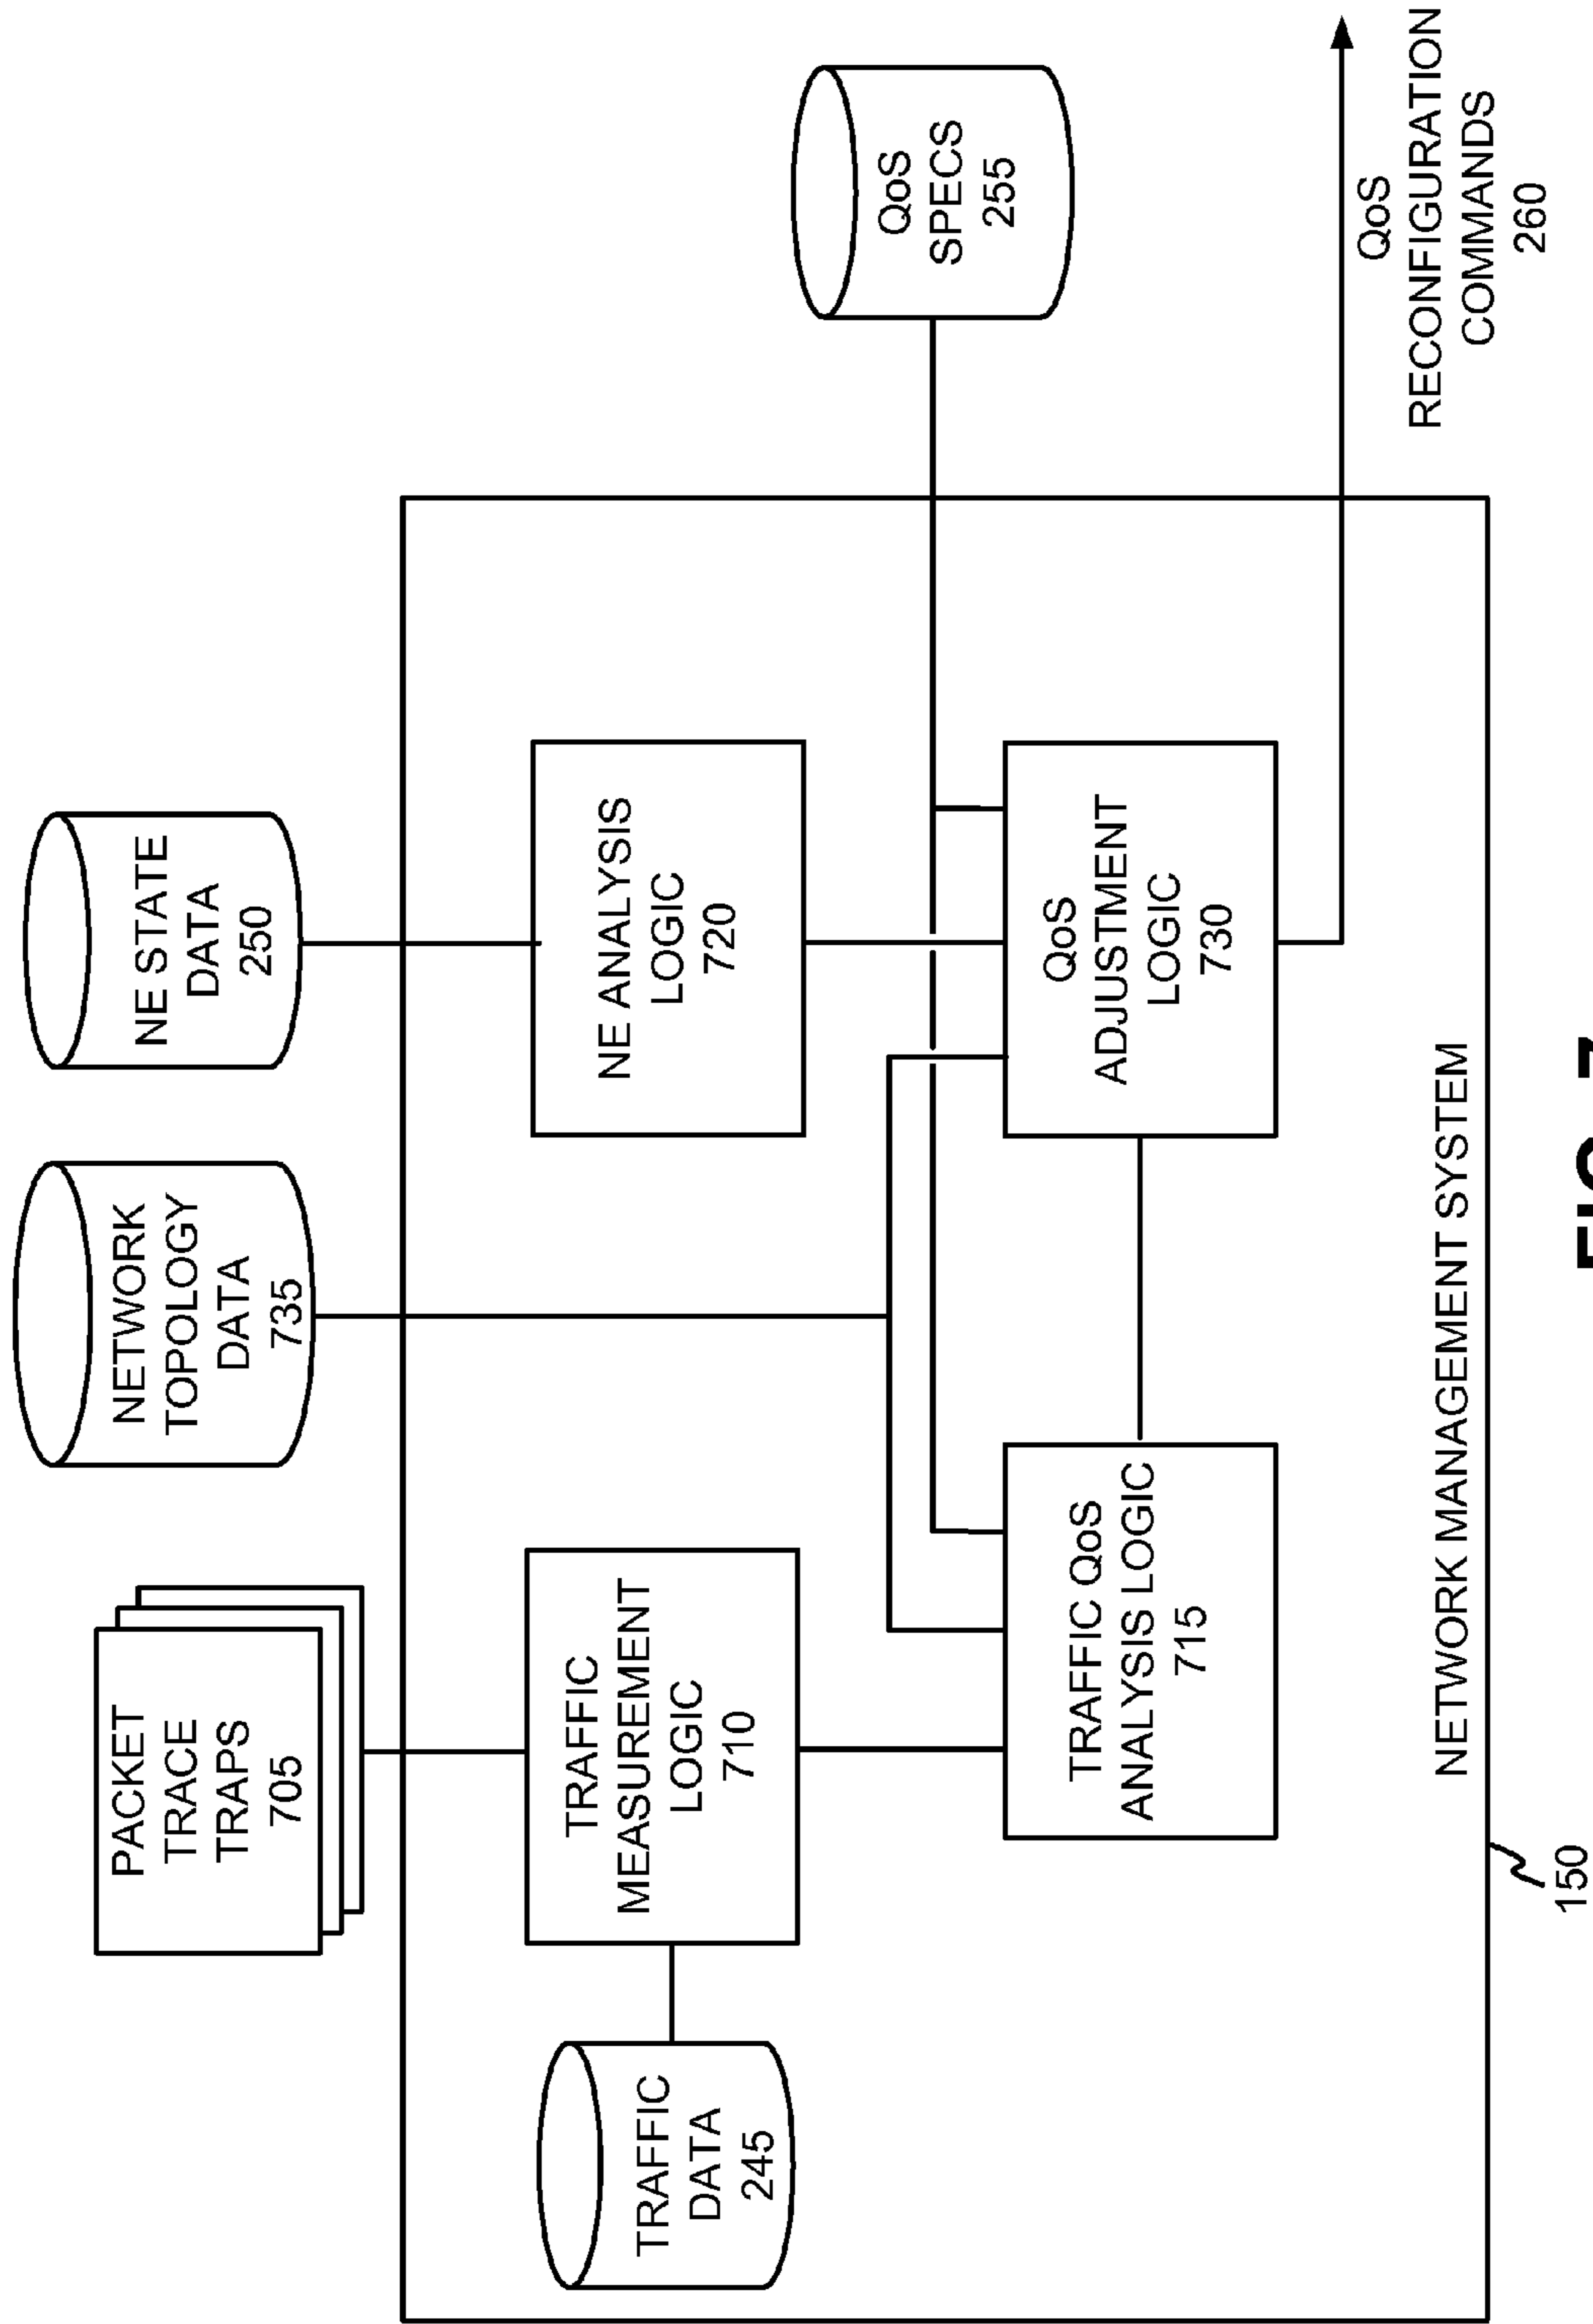 PACKET
TRACE
TRAPS
705
NETWORK
TOPOLOGY
DATA
735
NE STATE
DATA
250
TRAFFIC
DATA
245
TRAFFIC
MEASUREMENT
LOGIC
710
NE ANALYSIS
LOGIC
720
QoS
SPECS
255
TRAFFIC QoS
ANALYSIS LOGIC
715
QoS
ADJUSTMENT
LOGIC
730
QoS
RECONFIGURATION
COMMANDS
260
NETWORK MANAGEMENT SYSTEM
150